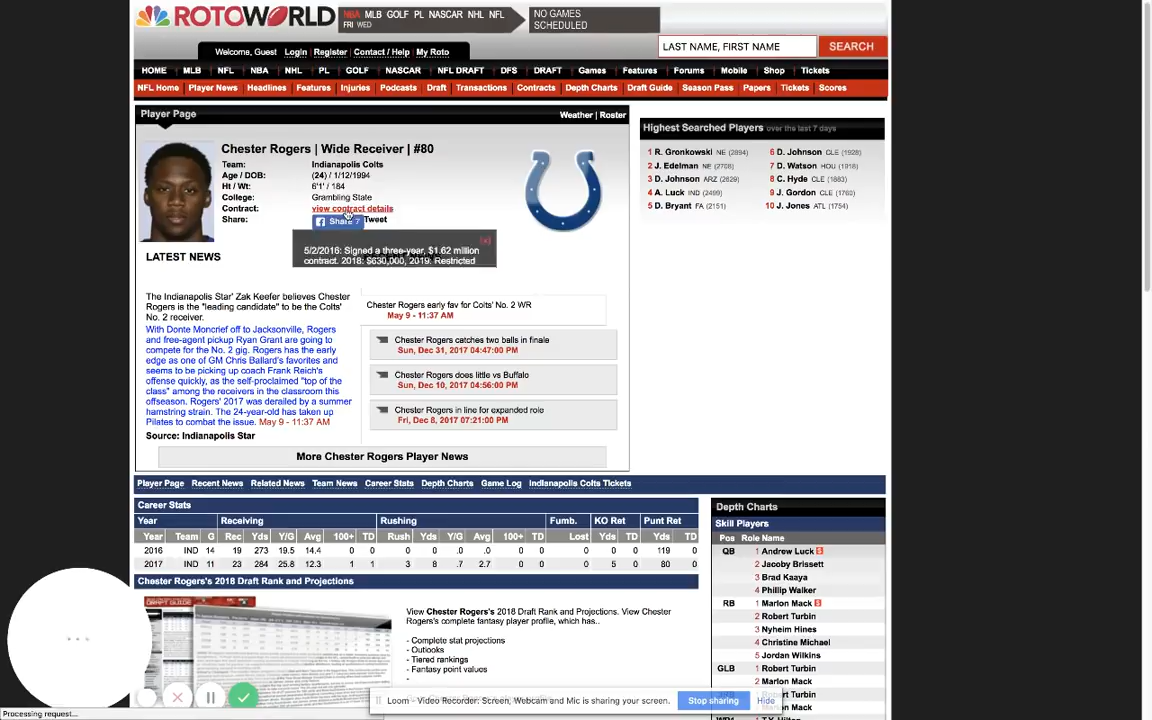 ROTOWORLD
NBA MLB GOLF PL NASCAR NHL NFL
FRI WED
NO GAMES
SCHEDULED
Welcome, Guest Login Register Contact / Help My Roto
LAST NAME, FIRST NAME SEARCH
HOME MLB NFL NBA NHL PL GOLF NASCAR NFL DRAFT DFS DRAFT Games Features Forums Mobile Shop Tickets
NFL Home Player News Headlines Features Injuries Podcasts Draft Transactions Contracts Depth Charts Draft Guide Season Pass Papers Tickets Scores
Player Page Weather | Roster
Chester Rogers | Wide Receiver | #80
Team: Indianapolis Colts
Age / DOB: (24) / 1/12/1994
Ht / Wt: 6'1' / 184
College: Grambling State
Contract: view contract details
Share: Share 7 Tweet
5/2/2016: Signed a three-year, $1.62 million
contract. 2018: $630,000, 2019: Restricted
LATEST NEWS
The Indianapolis Star' Zak Keefer believes Chester
Rogers is the "leading candidate" to be the Colts'
No. 2 receiver.
With Donte Moncrief off to Jacksonville, Rogers
and free-agent pickup Ryan Grant are going to
compete for the No. 2 gig. Rogers has the early
edge as one of GM Chris Ballard's favorites and
seems to be picking up coach Frank Reich's
offense quickly, as the self-proclaimed "top of the
class" among the receivers in the classroom this
offseason. Rogers' 2017 was derailed by a summer
hamstring strain. The 24-year-old has taken up
Pilates to combat the issue. May 9 - 11:37 AM
Source: Indianapolis Star
Chester Rogers early fav for Colts' No. 2 WR
May 9 - 11:37 AM
Chester Rogers catches two balls in finale
Sun, Dec 31, 2017 04:47:00 PM
Chester Rogers does little vs Buffalo
Sun, Dec 10, 2017 04:56:00 PM
Chester Rogers in line for expanded role
Fri, Dec 8, 2017 07:21:00 PM
More Chester Rogers Player News
Highest Searched Players over the last 7 days
1 R. Gronkowski NE (2894) 6 D. Johnson CLE (1928)
2 J. Edelman NE (2708) 7 D. Watson HOU (1918)
3 D. Johnson ARZ (2629) 8 C. Hyde CLE (1883)
4 A. Luck IND (2499) 9 J. Gordon CLE (1760)
5 D. Bryant FA (2151) 10 J. Jones ATL (1754)
Player Page Recent News Related News Team News Career Stats Depth Charts Game Log Indianapolis Colts Tickets
Career Stats
Year Receiving Rushing Fumb. KO Ret Punt Ret
Year Team G Rec Yds Y/G Avg 100+ TD Rush Yds Y/G Avg 100+ TD Lost Yds TD Yds TD
2016 IND 14 19 273 19.5 14.4 0 0 0 0 .0 .0 0 0 0 0 0 119 0
2017 IND 11 23 284 25.8 12.3 1 1 3 8 .7 2.7 0 0 0 5 0 80 0
Chester Rogers's 2018 Draft Rank and Projections
DRAFT GUIDE
View Chester Rogers's 2018 Draft Rank and Projections. View Chester
Rogers's complete fantasy player profile, which has..
- Complete stat projections
- Outlooks
- Tiered rankings
- Fantasy point values
-
Depth Charts
Skill Players
Pos Role Name
QB 1 Andrew Luck
2 Jacoby Brissett
3 Brad Kaaya
4 Phillip Walker
RB 1 Marlon Mack
2 Robert Turbin
3 Nyheim Hines
4 Christine Michael
5 Jordan Wilkins
GLB 1 Robert Turbin
2 Marlon Mack
Robert Turbin
Marlon Mack
Loom - Video Recorder: Screen, Webcam and Mic is sharing your screen. Stop sharing Hide
Processing request...